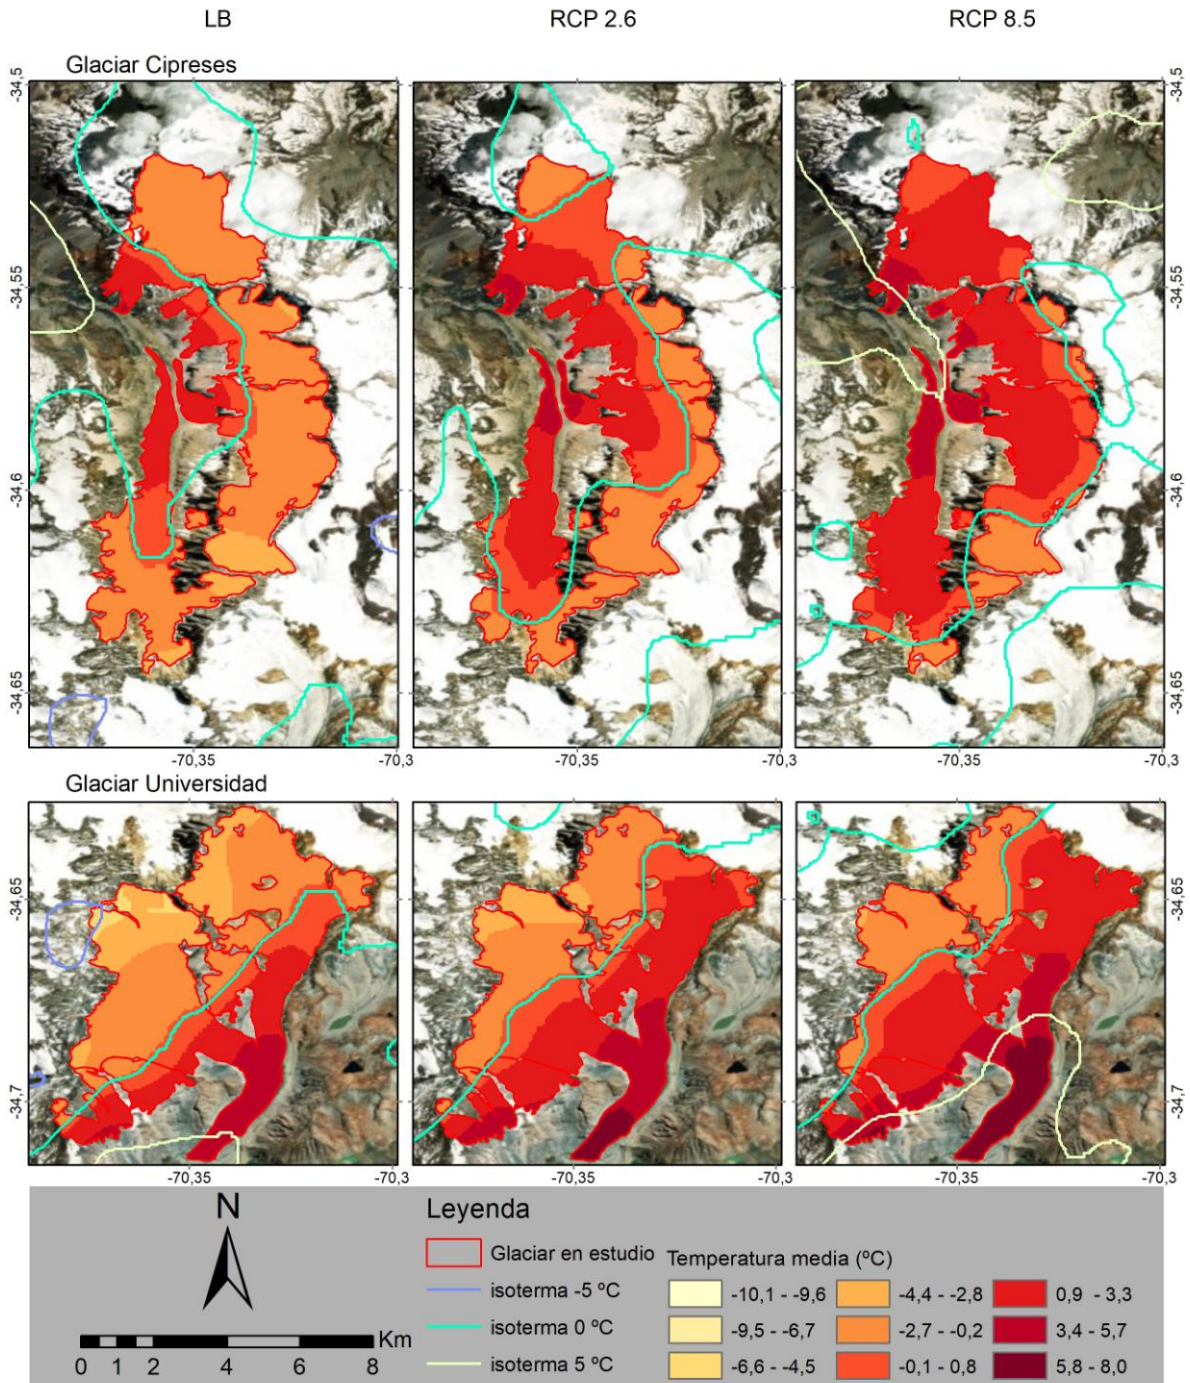 LB RCP 2.6 RCP 8.5
Glaciar Cipreses
-34,5 -34,5
-34,55 -34,55
-34,6 -34,6
-34,65 -34,65
-70,35 -70,3 -70,35 -70,3 -70,35 -70,3
Glaciar Universidad
-34,65 -34,65
-34,7 -34,7
-70,35 -70,3 -70,35 -70,3 -70,35 -70,3
N
Km
0 1 2 4 6 8
Leyenda
Glaciar en estudio
isoterma -5 ºC
isoterma 0 ºC
isoterma 5 ºC
Temperatura media (ºC)
-10,1 - -9,6
-9,5 - -6,7
-6,6 - -4,5
-4,4 - -2,8
-2,7 - -0,2
-0,1 - 0,8
0,9 - 3,3
3,4 - 5,7
5,8 - 8,0